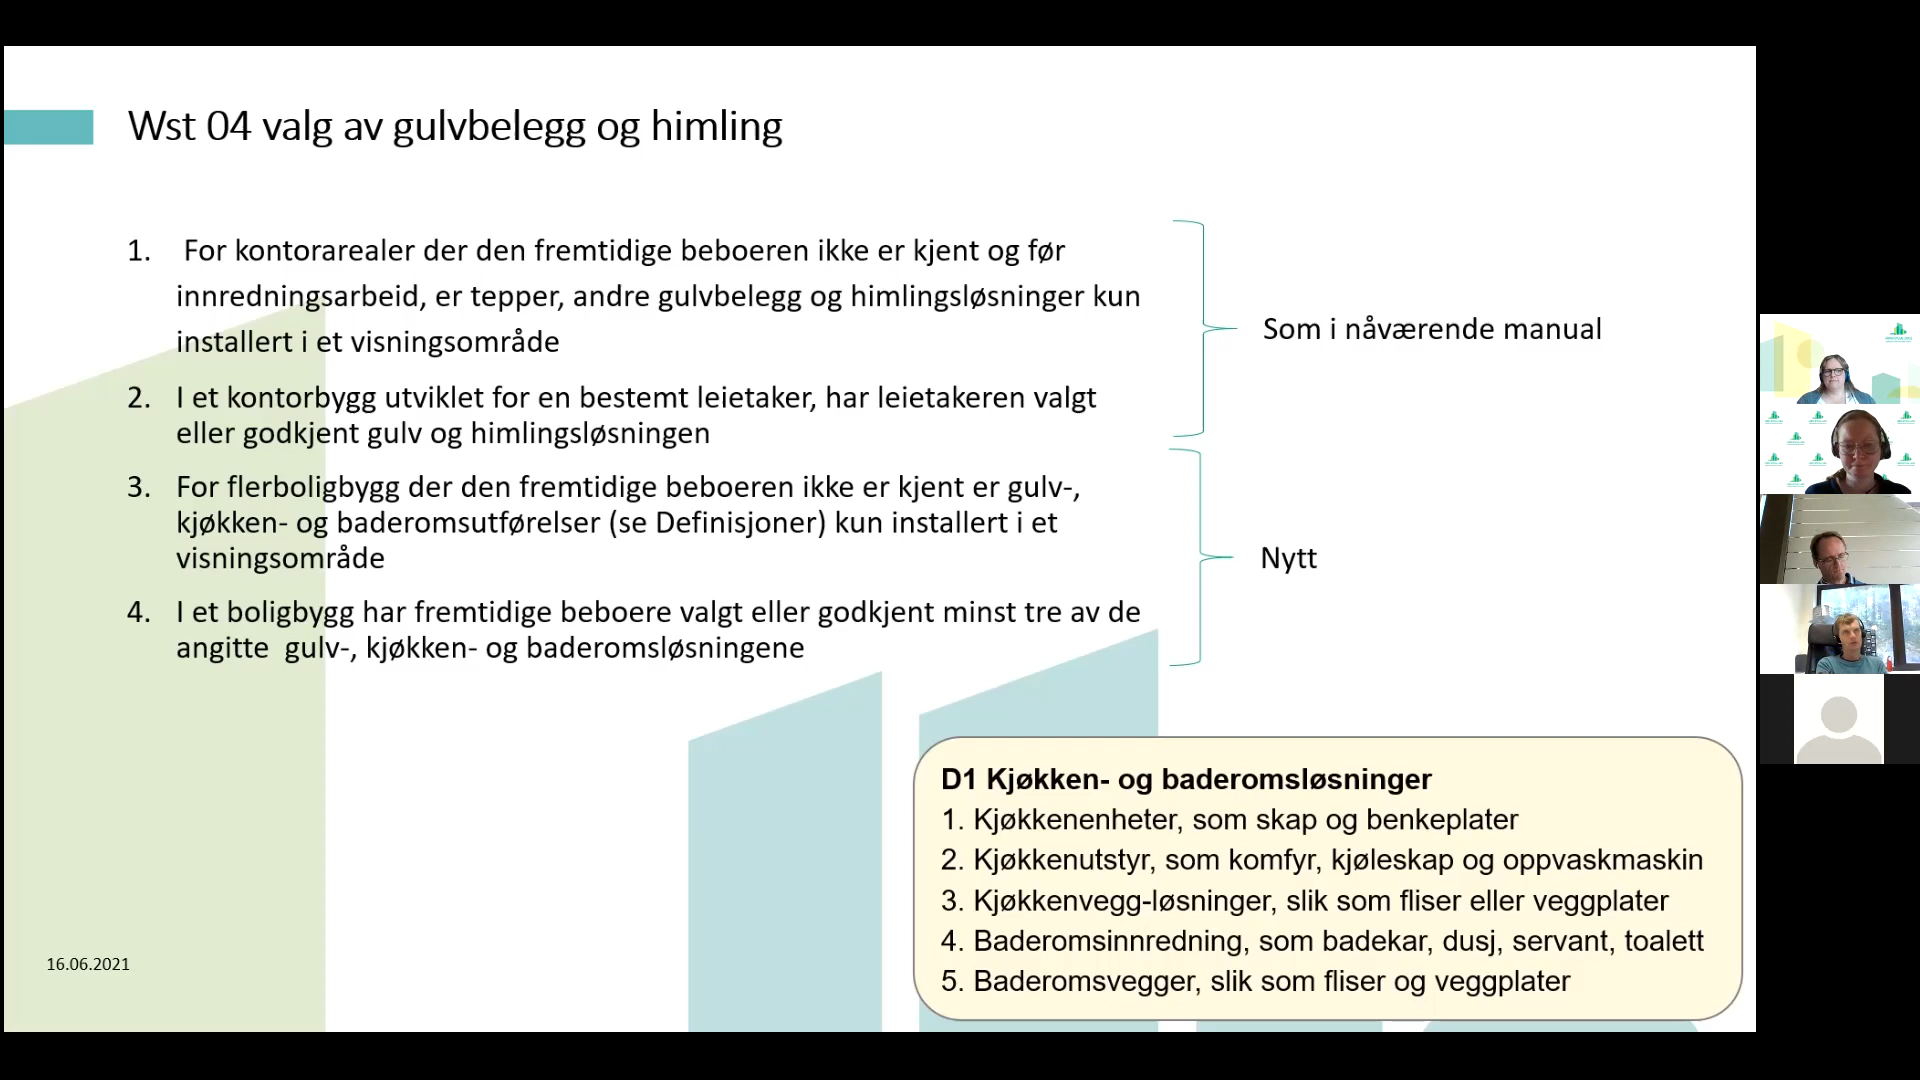 Wst 04 valg av gulvbelegg og himling
1. For kontorarealer der den fremtidige beboeren ikke er kjent og før
innredningsarbeid, er tepper, andre gulvbelegg og himlingsløsninger kun
installert i et visningsområde
2. I et kontorbygg utviklet for en bestemt leietaker, har leietakeren valgt
eller godkjent gulv og himlingsløsningen
Som i nåværende manual
3. For flerboligbygg der den fremtidige beboeren ikke er kjent er gulv-,
kjøkken- og baderomsutførelser (se Definisjoner) kun installert i et
visningsområde
4. I et boligbygg har fremtidige beboere valgt eller godkjent minst tre av de
angitte gulv-, kjøkken- og baderomsløsningene
Nytt
D1 Kjøkken- og baderomsløsninger
1. Kjøkkenenheter, som skap og benkeplater
2. Kjøkkenutstyr, som komfyr, kjøleskap og oppvaskmaskin
3. Kjøkkenvegg-løsninger, slik som fliser eller veggplater
4. Baderomsinnredning, som badekar, dusj, servant, toalett
5. Baderomsvegger, slik som fliser og veggplater
16.06.2021